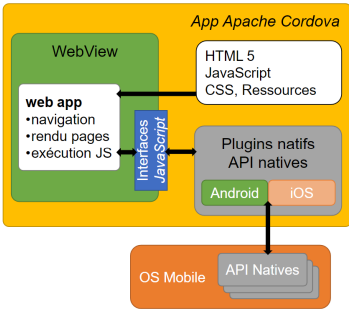 App Apache Cordova
WebView
HTML 5
JavaScript
CSS, Ressources
web app
•navigation
•rendu pages
•exécution JS
Interfaces
JavaScript
Plugins natifs
API natives
Android
iOS
OS Mobile
API Natives